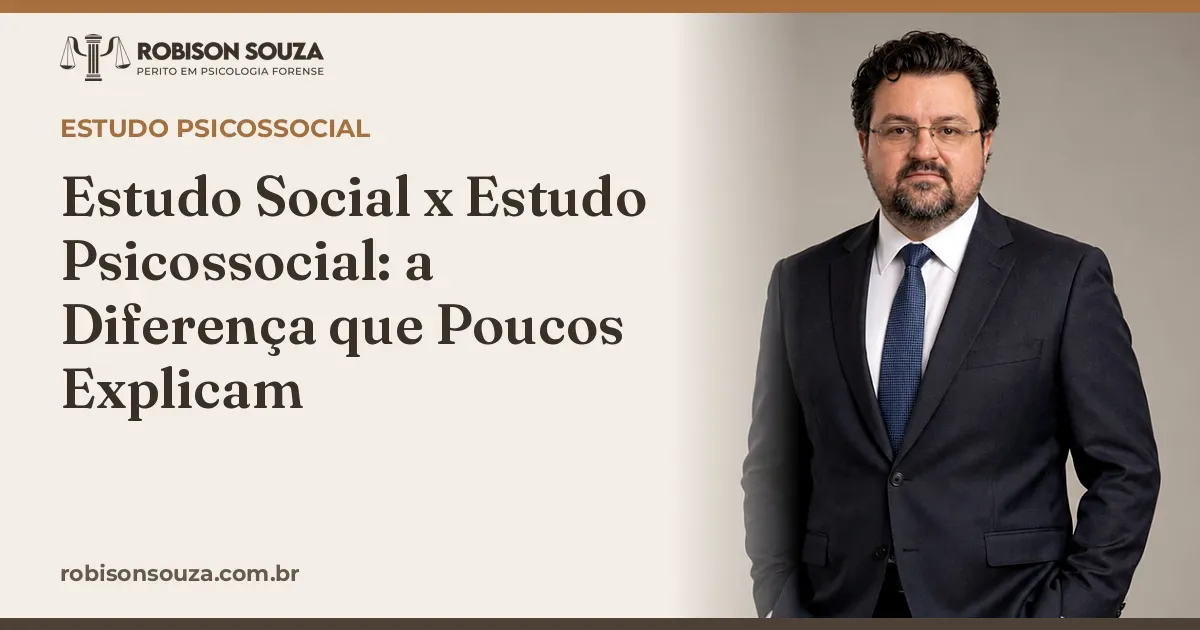 ROBISON SOUZA
PERITO EM PSICOLOGIA FORENSE
ESTUDO PSICOSSOCIAL
Estudo Social x Estudo
Psicossocial: a
Diferença que Poucos
Explicam
robisonsouza.com.br